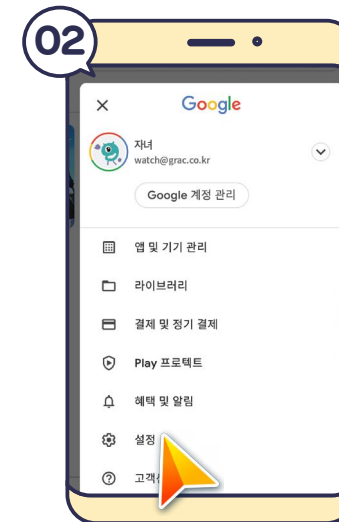 02
Google
자녀
watch@grac.co.kr
Google 계정 관리
앱 및 기기 관리
라이브러리
결제 및 정기 결제
Play 프로텍트
혜택 및 알림
설정